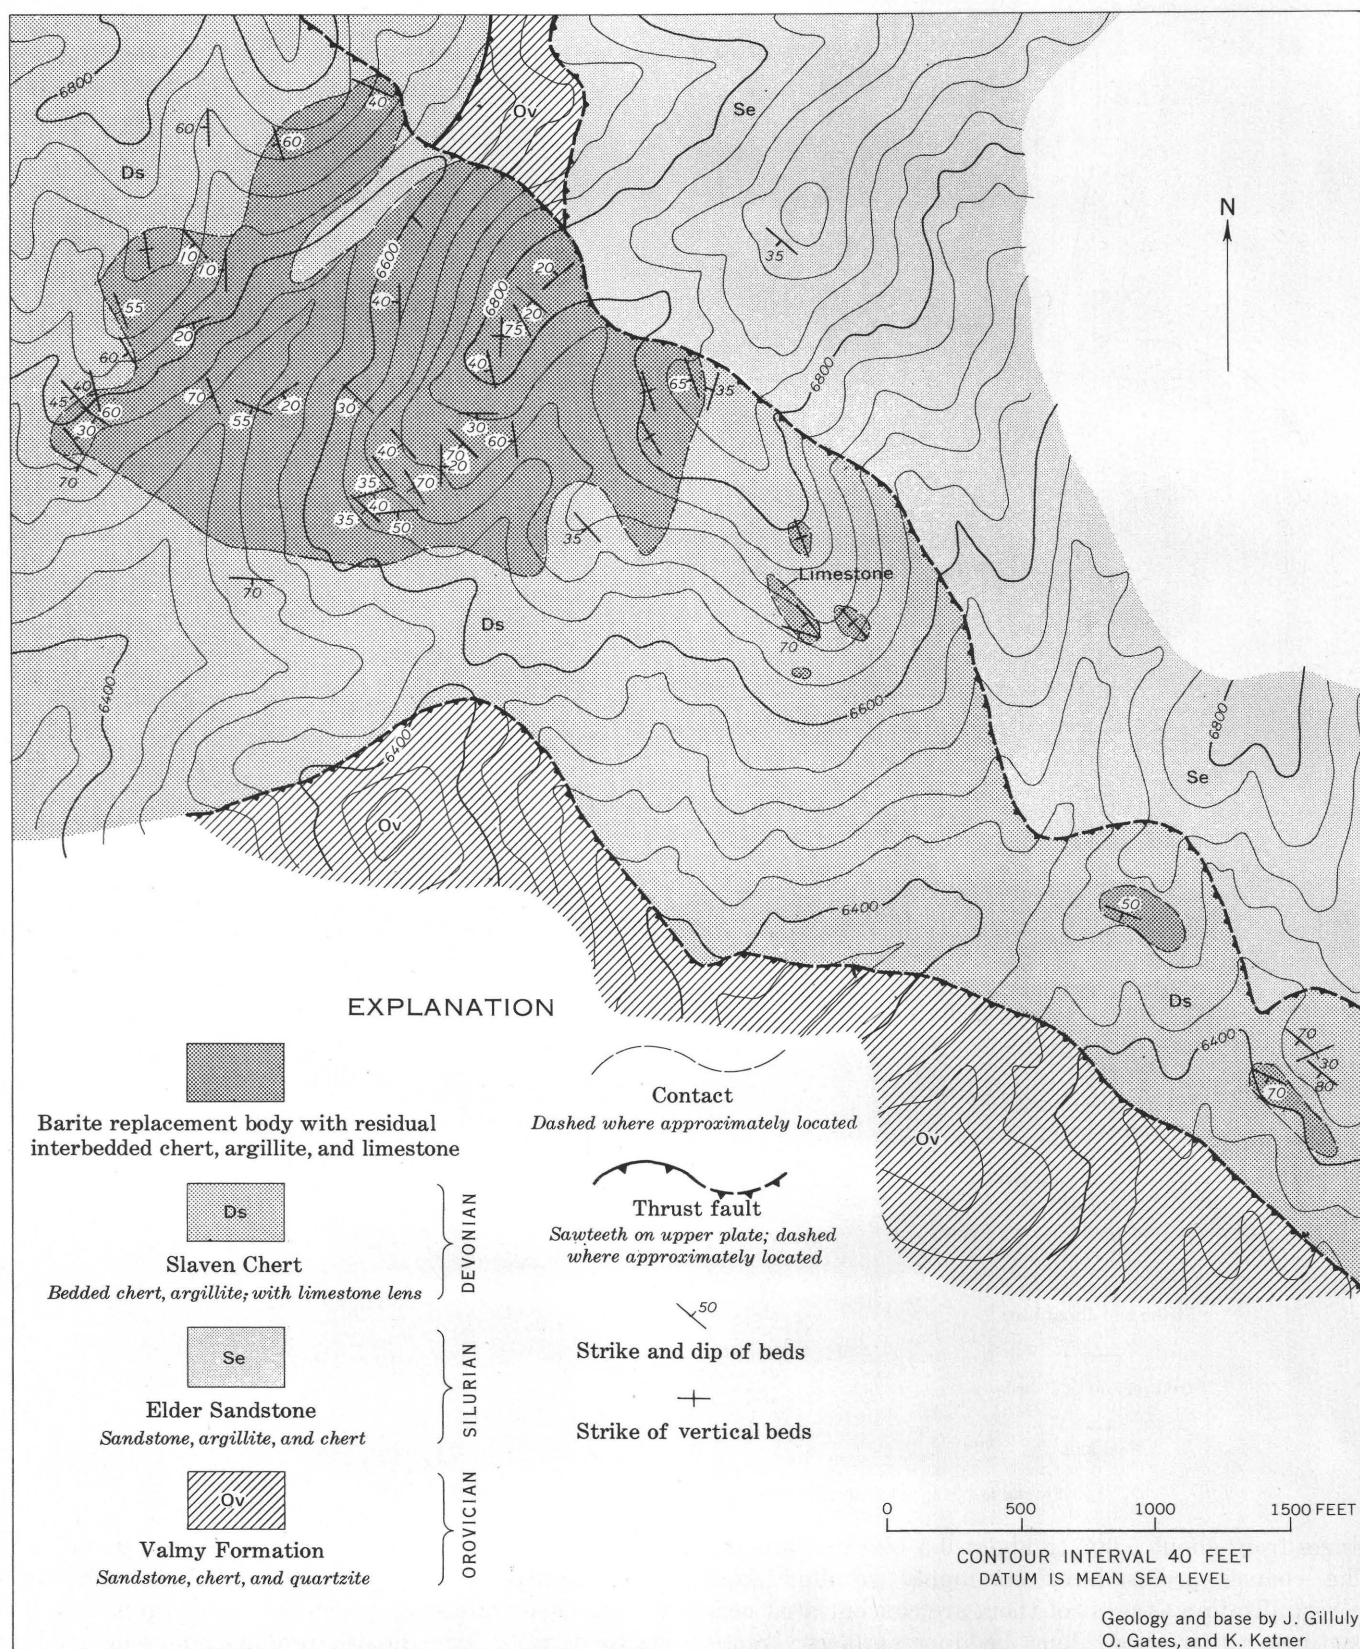 6800
40
Ov
Se
60
60
Ds
N
10
70
6600
20
35
40
6800
55
20
20
75
60
40
6800
65
35
40
45
60
70
20
30
55
30
30
60
40
70
20
70
35
70
40
35
50
35
Limestone
70
Ds
70
6600
6400
6800
6400
Se
Ov
50
6400
Ds
6400
70
30
80
70
Ov
EXPLANATION
Barite replacement body with residual
interbedded chert, argillite, and limestone
Ds
Slaven Chert
Bedded chert, argillite; with limestone lens
DEVONIAN
Se
Elder Sandstone
Sandstone, argillite, and chert
SILURIAN
Ov
Valmy Formation
Sandstone, chert, and quartzite
OROVICIAN
Contact
Dashed where approximately located
Thrust fault
Sawteeth on upper plate; dashed
where approximately located
50
Strike and dip of beds
Strike of vertical beds
0 500 1000 1500 FEET
CONTOUR INTERVAL 40 FEET
DATUM IS MEAN SEA LEVEL
Geology and base by J. Gilluly
O. Gates, and K. Ketner